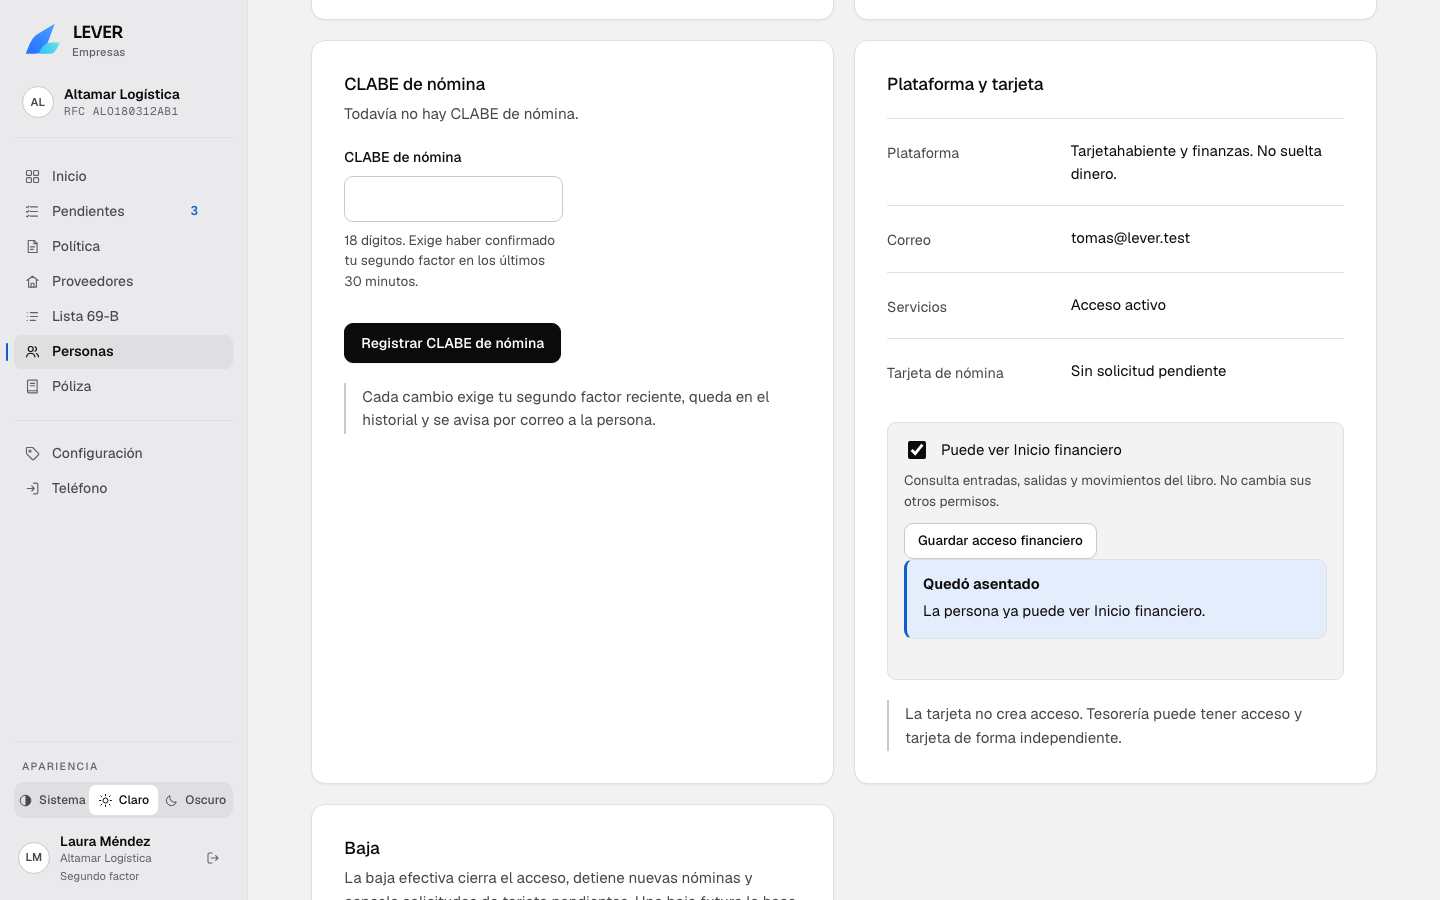 LEVER
Empresas
AL
Altamar Logística
RFC ALO180312AB1
Inicio
Pendientes 3
Política
Proveedores
Lista 69-B
Personas
Póliza
Configuración
Teléfono
APARIENCIA
Sistema Claro Oscuro
LM
Laura Méndez
Altamar Logística
Segundo factor
CLABE de nómina
Todavía no hay CLABE de nómina.
CLABE de nómina
18 dígitos. Exige haber confirmado
tu segundo factor en los últimos
30 minutos.
Registrar CLABE de nómina
Cada cambio exige tu segundo factor reciente, queda en el
historial y se avisa por correo a la persona.
Plataforma y tarjeta
Plataforma Tarjetahabiente y finanzas. No suelta
dinero.
Correo tomas@lever.test
Servicios Acceso activo
Tarjeta de nómina Sin solicitud pendiente
Puede ver Inicio financiero
Consulta entradas, salidas y movimientos del libro. No cambia sus
otros permisos.
Guardar acceso financiero
Quedó asentado
La persona ya puede ver Inicio financiero.
La tarjeta no crea acceso. Tesorería puede tener acceso y
tarjeta de forma independiente.
Baja
La baja efectiva cierra el acceso, detiene nuevas nóminas y